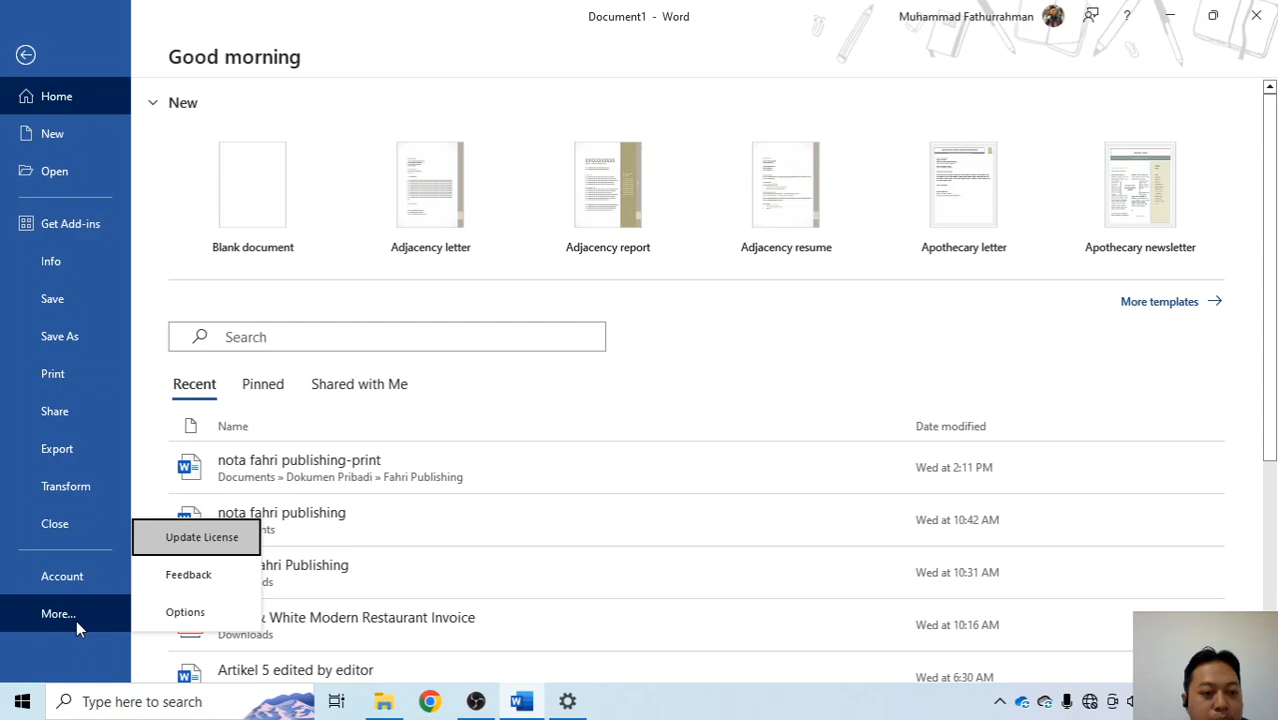 Document1 - Word
Muhammad Fathurrahman
?
Good morning
Home
New
New
Open
Get Add-ins
Info
Save
Save As
Print
Share
Export
Transform
Close
Account
More...
Blank document
Adjacency letter
Adjacency report
Adjacency resume
Apothecary letter
Apothecary newsletter
More templates
Search
Recent
Pinned
Shared with Me
Name
Date modified
nota fahri publishing-print
Documents » Dokumen Pribadi » Fahri Publishing
Wed at 2:11 PM
nota fahri publishing
Wed at 10:42 AM
Update License
Feedback
Options
Fahri Publishing
Wed at 10:31 AM
& White Modern Restaurant Invoice
Downloads
Wed at 10:16 AM
Artikel 5 edited by editor
Wed at 6:30 AM
Type here to search